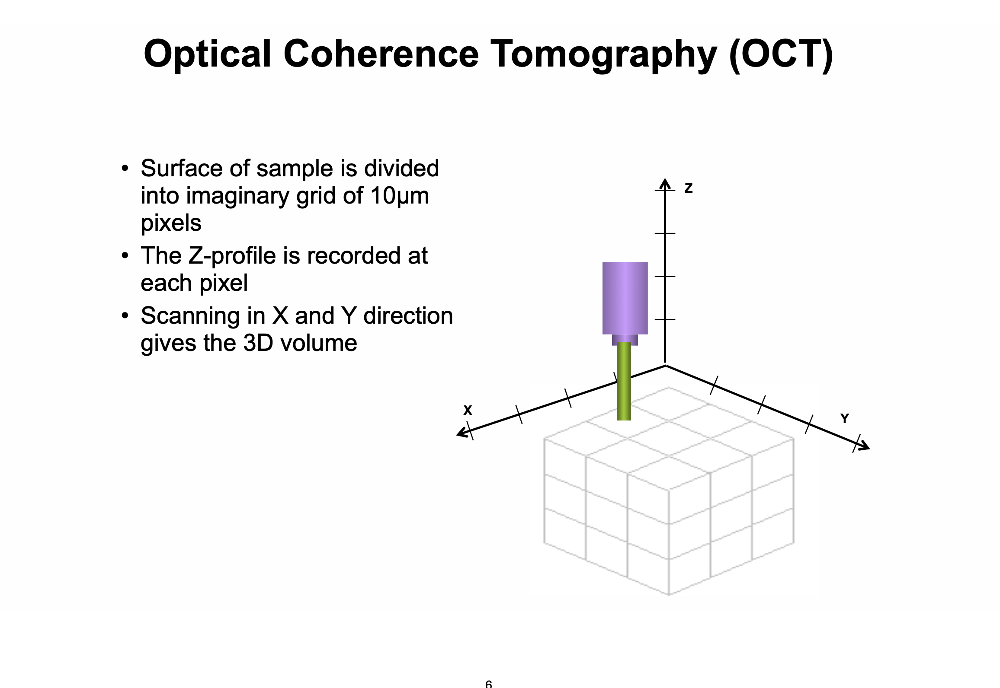 Optical Coherence Tomography (OCT)
• Surface of sample is divided
into imaginary grid of 10μm
pixels
• The Z-profile is recorded at
each pixel
• Scanning in X and Y direction
gives the 3D volume
Z
X
Y
6